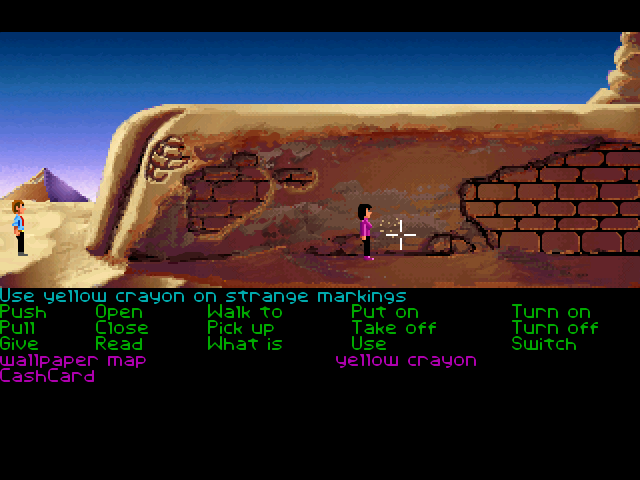 Use yellow crayon on strange markings
Push Open Walk to Put on Turn on
Pull Close Pick up Take off Turn off
Give Read What is Use Switch
wallpaper map yellow crayon
CashCard